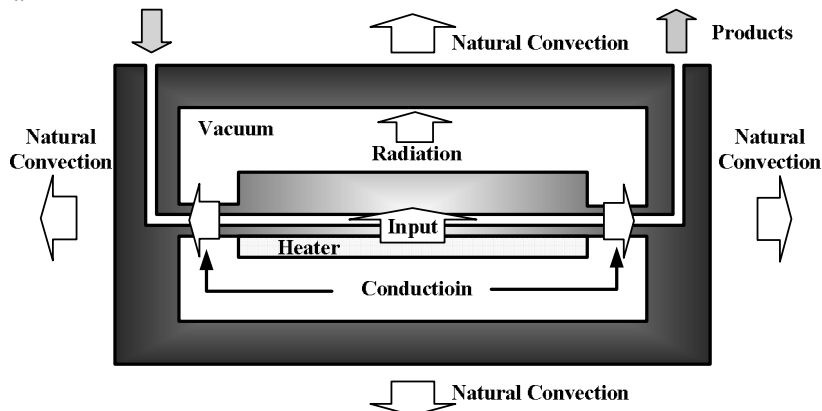 Natural Convection
Products
Vacuum
Natural
Convection
Radiation
Natural
Convection
Input
Heater
Conductioin
Natural Convection